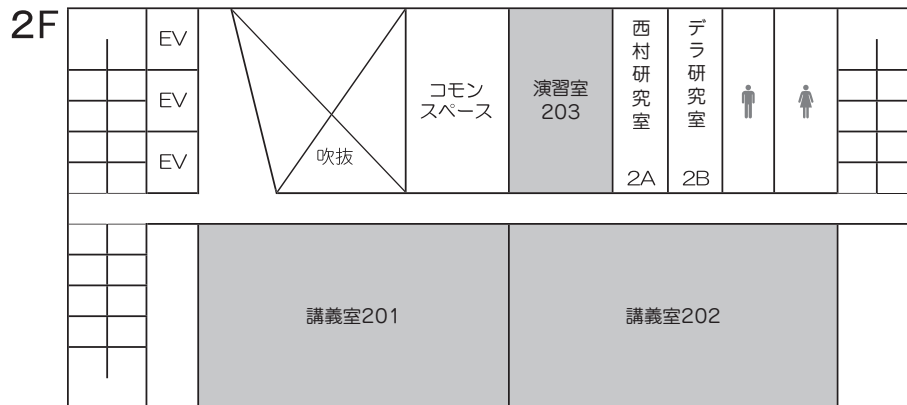 2F
EV
EV
EV
吹抜
コモン
スペース
演習室
203
西村研究室
2A
デラ研究室
2B
講義室201
講義室202